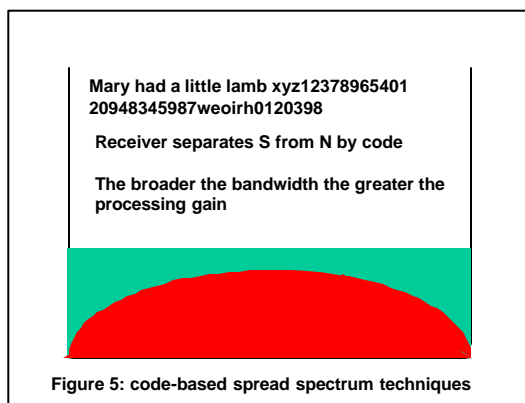 Mary had a little lamb xyz12378965401
20948345987weoirh0120398
Receiver separates S from N by code
The broader the bandwidth the greater the
processing gain
Figure 5: code-based spread spectrum techniques